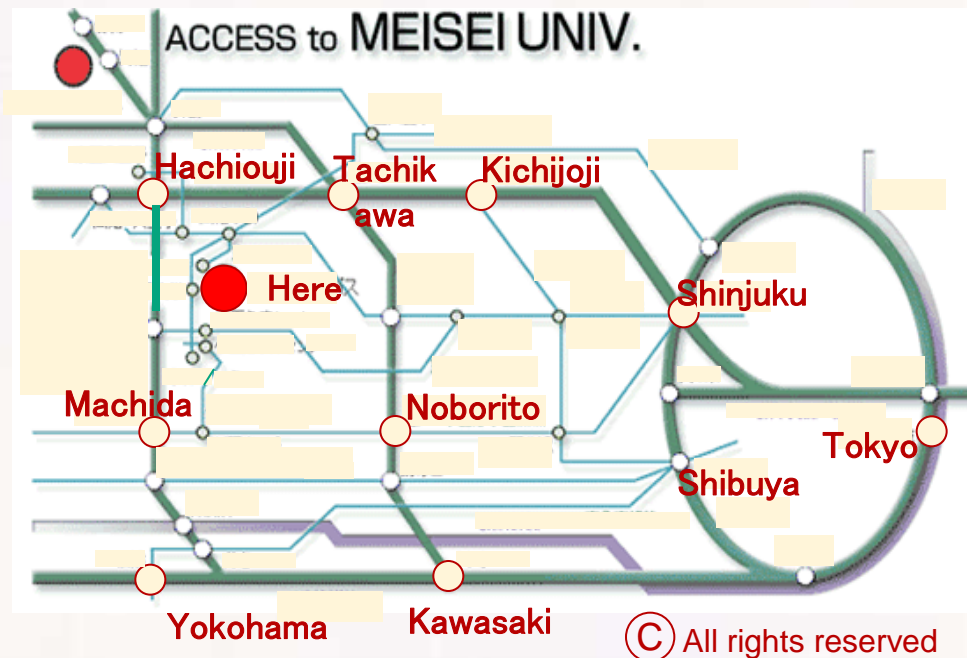 ACCESS to MEISEI UNIV.
Hachiouji
Tachik
awa
Kichijoji
Here
Shinjuku
Machida
Noborito
Tokyo
Shibuya
Yokohama
Kawasaki
© All rights reserved